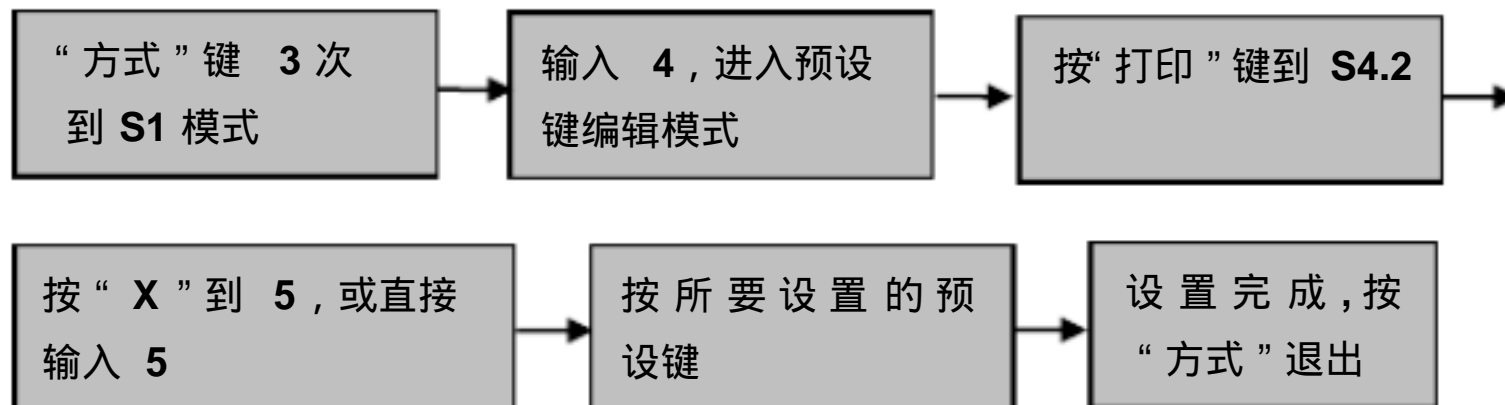 “方式”键 3 次
到 S1 模式
输入 4，进入预设
键编辑模式
按“打印”键到 S4.2
按“X”到 5，或直接
输入 5
按所要设置的预
设键
设置完成,按
“方式”退出